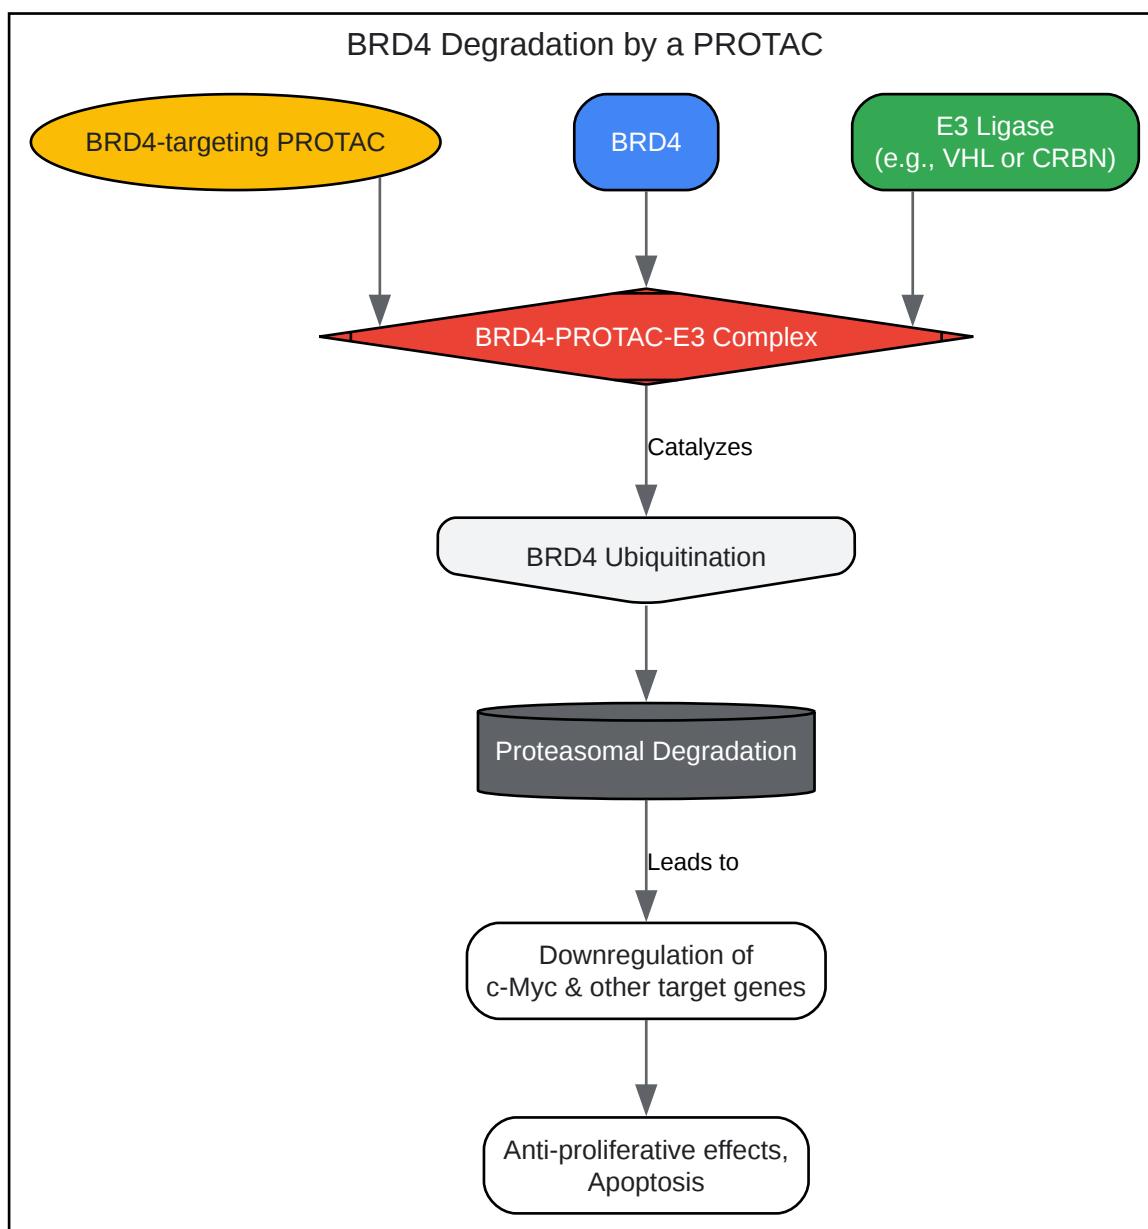 BRD4 Degradation by a PROTAC
BRD4-targeting PROTAC
BRD4
E3 Ligase
(e.g., VHL or CRBN)
BRD4-PROTAC-E3 Complex
Catalyzes
BRD4 Ubiquitination
Proteasomal Degradation
Leads to
Downregulation of
c-Myc & other target genes
Anti-proliferative effects,
Apoptosis